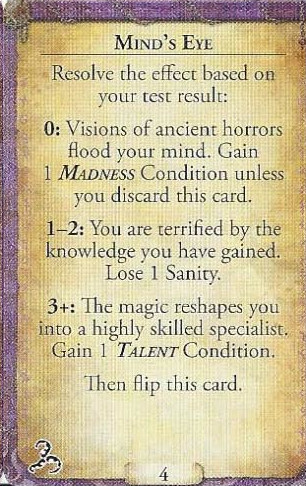 MIND'S EYE
Resolve the effect based on
your test result:
0: Visions of ancient horrors
flood your mind. Gain
1 MADNESS Condition unless
you discard this card.
1–2: You are terrified by the
knowledge you have gained.
Lose 1 Sanity.
3+: The magic reshapes you
into a highly skilled specialist.
Gain 1 TALENT Condition.
Then flip this card.
4